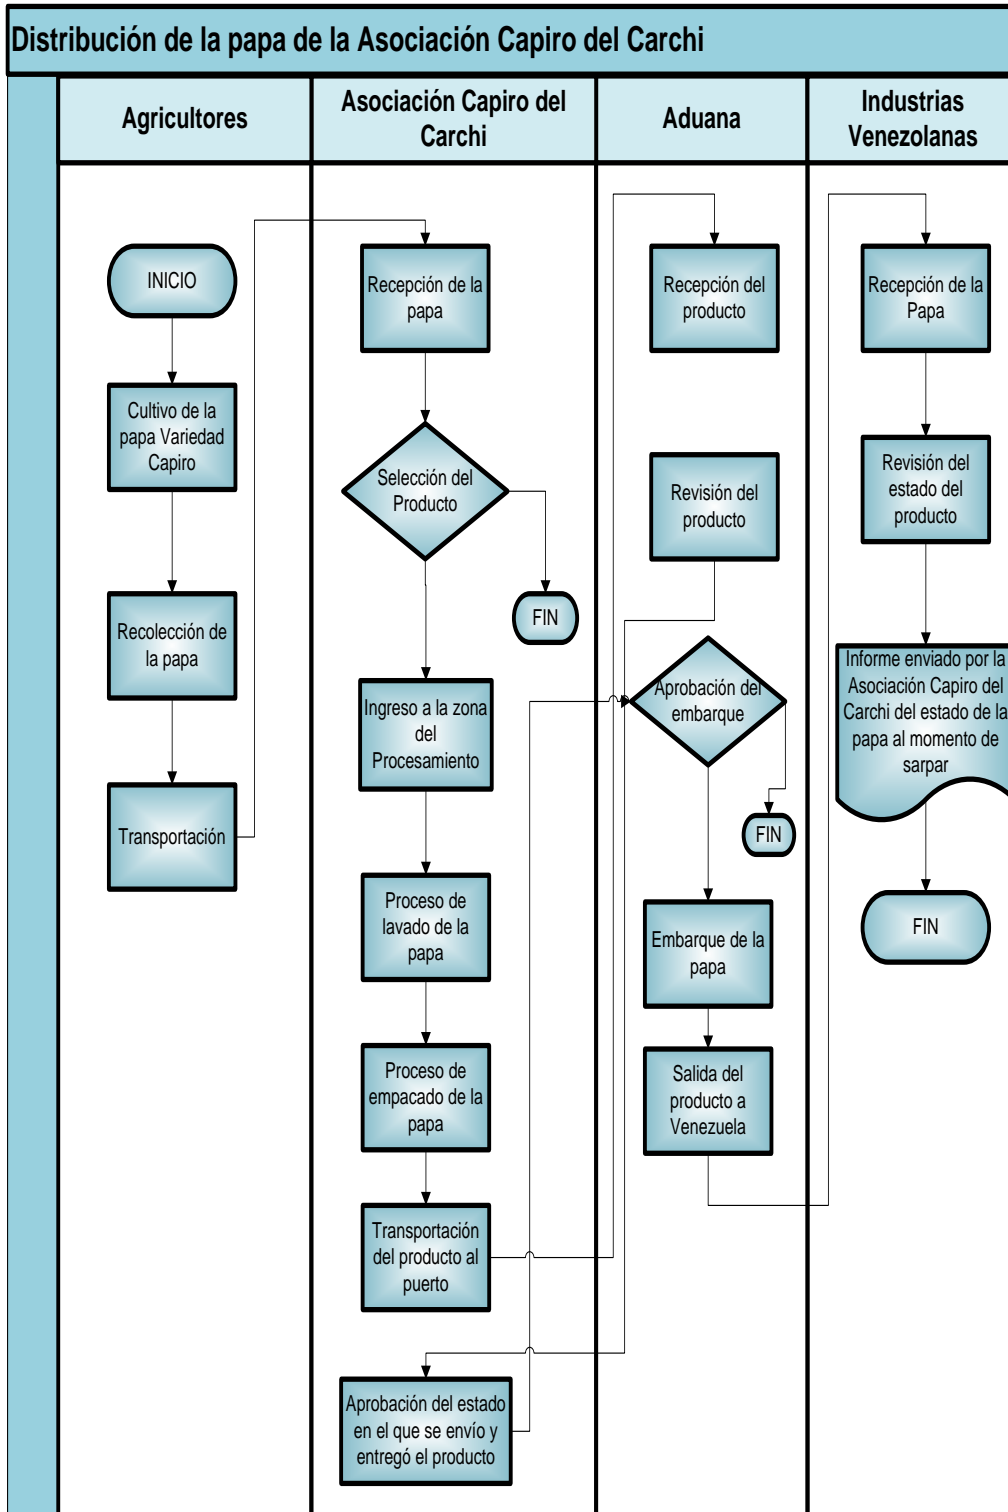 Distribución de la papa de la Asociación Capiro del Carchi
Agricultores
Asociación Capiro del
Carchi
Aduana
Industrias
Venezolanas
INICIO
Cultivo de la
papa Variedad
Capiro
Recolección de
la papa
Transportación
Recepción de la
papa
Selección del
Producto
FIN
Ingreso a la zona
del
Procesamiento
Proceso de
lavado de la
papa
Proceso de
empacado de la
papa
Transportación
del producto al
puerto
Aprobación del estado
en el que se envío y
entregó el producto
Recepción del
producto
Revisión del
producto
Aprobación del
embarque
FIN
Embarque de la
papa
Salida del
producto a
Venezuela
Recepción de la
Papa
Revisión del
estado del
producto
Informe enviado por la
Asociación Capiro del
Carchi del estado de la
papa al momento de
sarpar
FIN